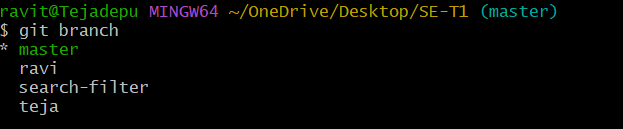 ravit@Tejadepu MINGW64 ~/OneDrive/Desktop/SE-T1 (master)
$ git branch
* master
  ravi
  search-filter
  teja